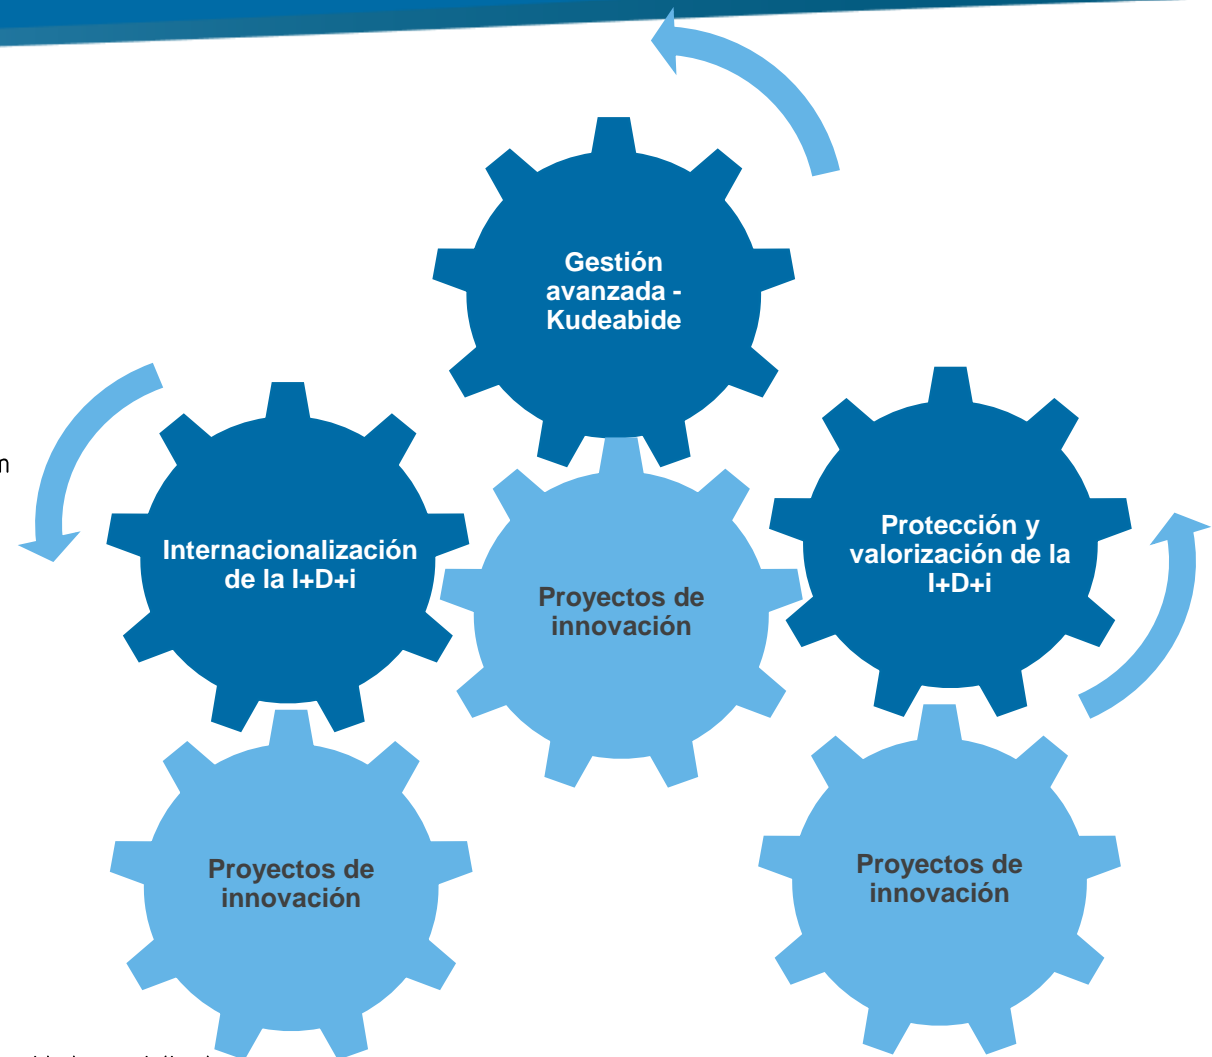 Gestión
avanzada -
Kudeabide
Internacionalización
de la I+D+i
Protección y
valorización de la
I+D+i
Proyectos de
innovación
Proyectos de
innovación
Proyectos de
innovación